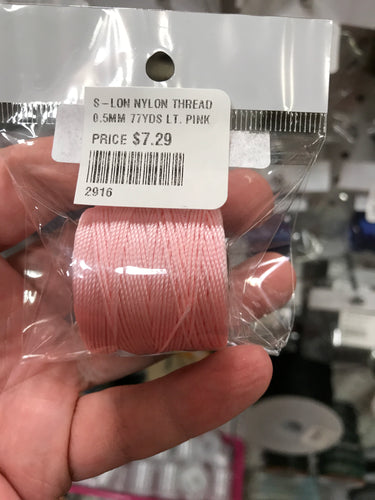 S-LON NYLON THREAD
0.5MM 77YDS LT. PINK
PRICE $7.29
2916